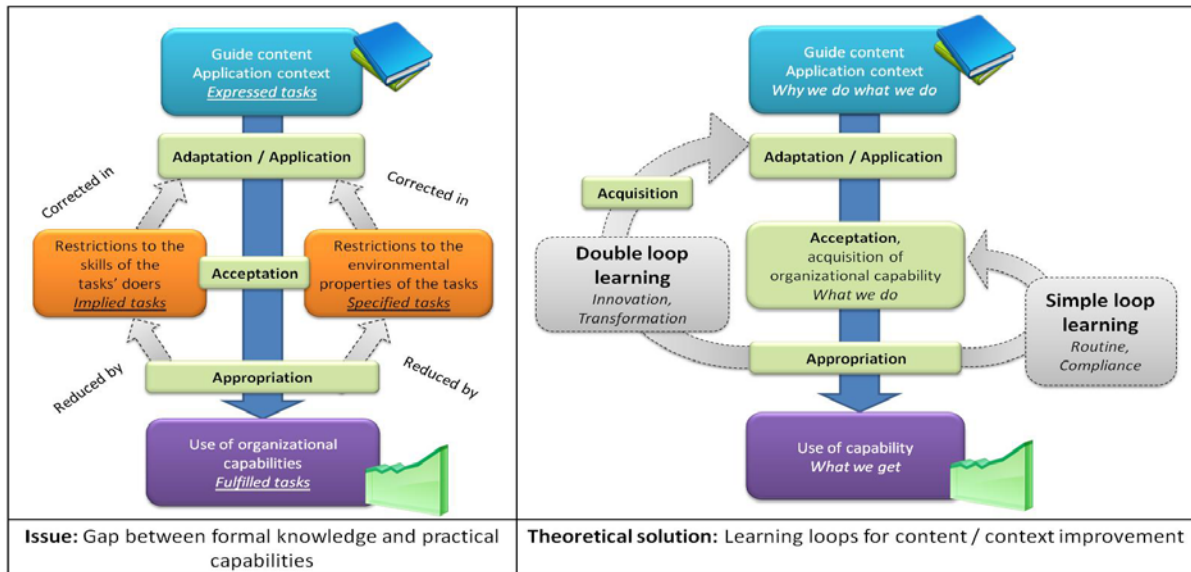 Guide content
Application context
Expressed tasks
Adaptation / Application
Corrected in
Corrected in
Restrictions to the
skills of the
tasks' doers
Implied tasks
Acceptation
Restrictions to the
environmental
properties of the tasks
Specified tasks
Reduced by
Appropriation
Reduced by
Use of organizational
capabilities
Fulfilled tasks
Issue: Gap between formal knowledge and practical
capabilities
Guide content
Application context
Why we do what we do
Adaptation / Application
Acquisition
Double loop
learning
Innovation,
Transformation
Acceptation,
acquisition of
organizational capability
What we do
Simple loop
learning
Routine,
Compliance
Appropriation
Use of capability
What we get
Theoretical solution: Learning loops for content / context improvement